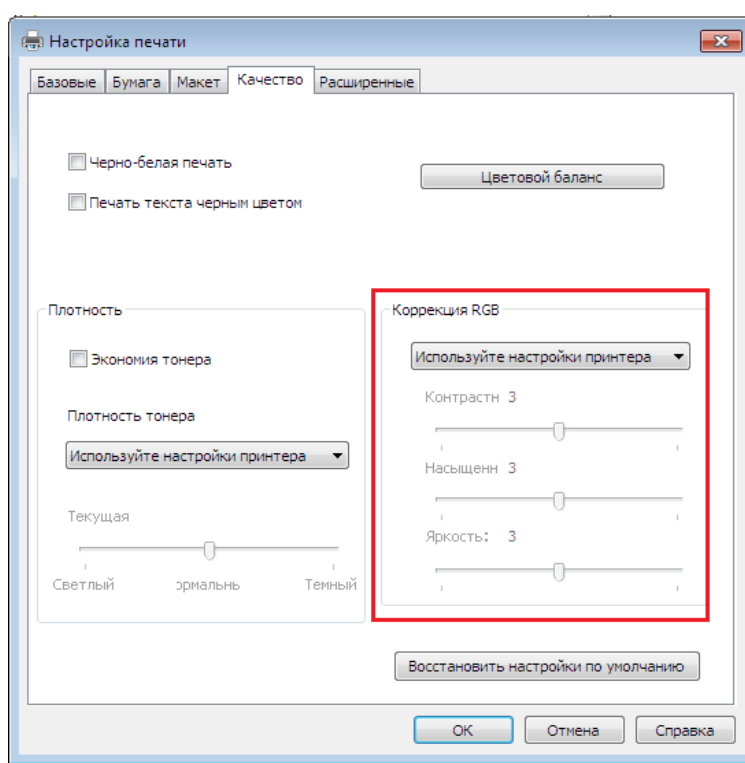 Настройка печати
Базовые Бумага Макет Качество Расширенные
Черно-белая печать
Цветовой баланс
Печать текста черным цветом
Плотность
Экономия тонера
Плотность тонера
Используйте настройки принтера
Текущая
Светлый ормальнь Темный
Коррекция RGB
Используйте настройки принтера
Контрастн 3
Насыщенн 3
Яркость: 3
Восстановить настройки по умолчанию
ОК Отмена Справка